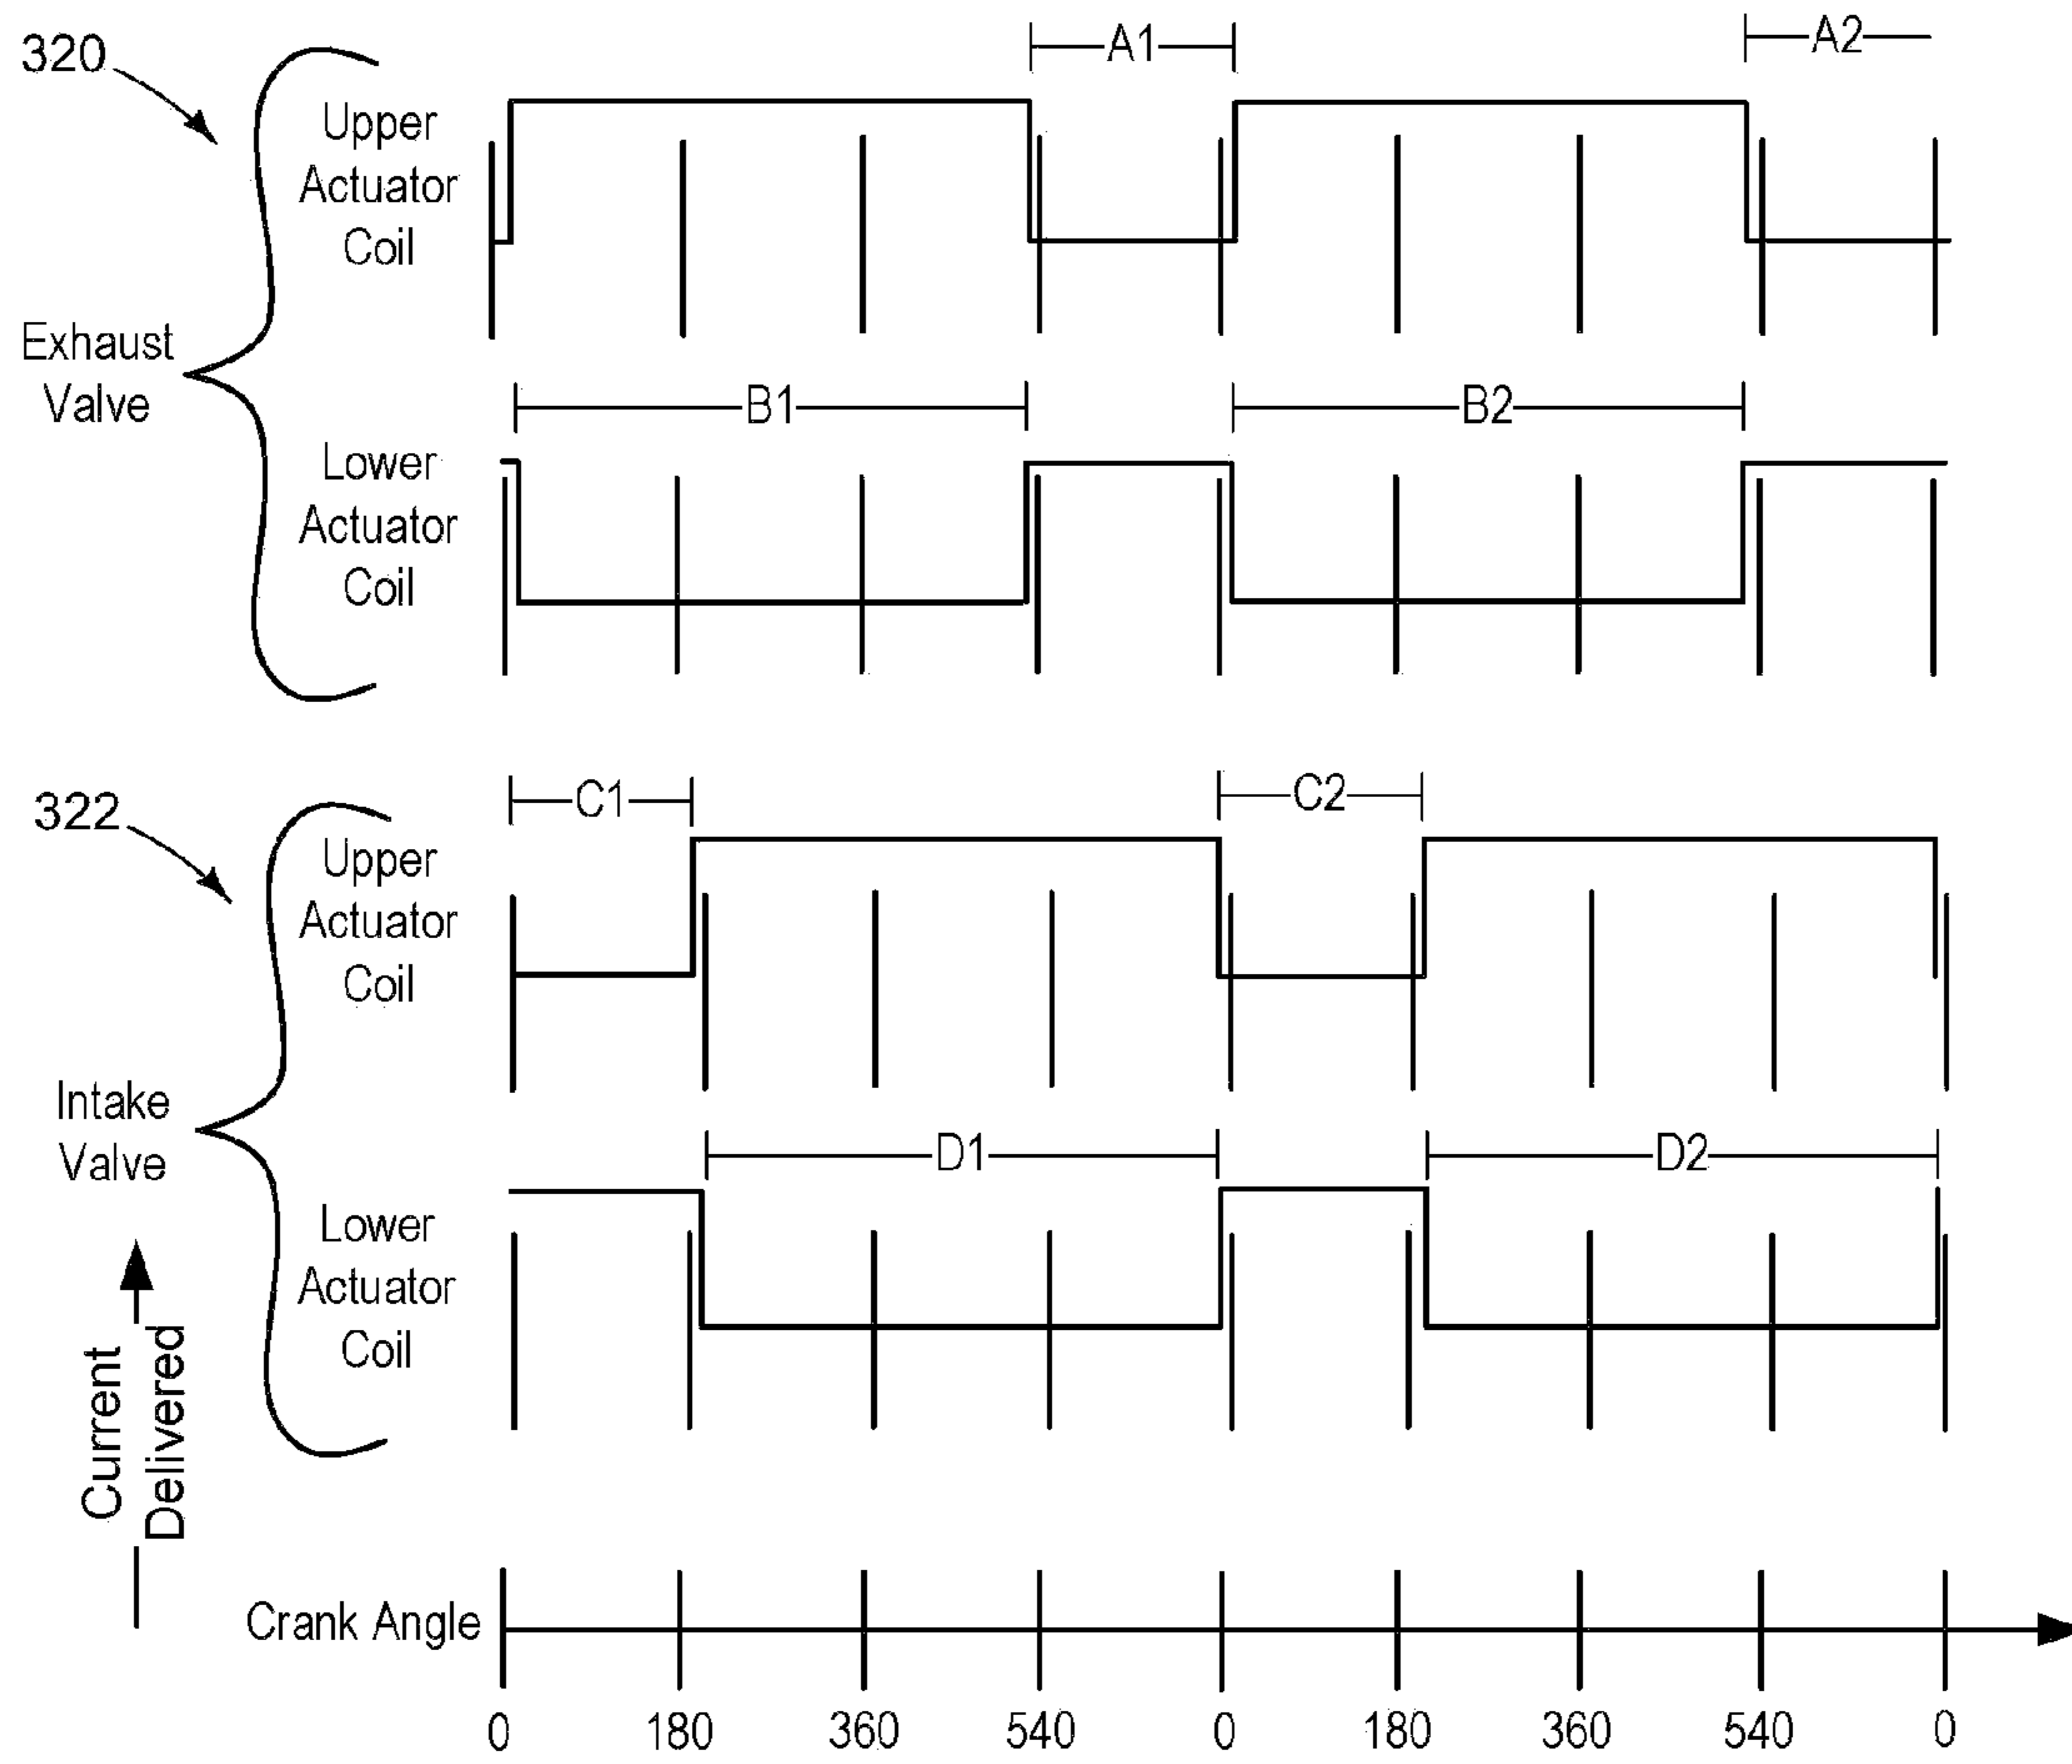 320
A1
A2
Upper
Actuator
Coil
Exhaust
Valve
B1
B2
Lower
Actuator
Coil
322
C1
C2
Upper
Actuator
Coil
Intake
Valve
D1
D2
Lower
Actuator
Coil
Current
Delivered
Crank Angle
0 180 360 540 0 180 360 540 0